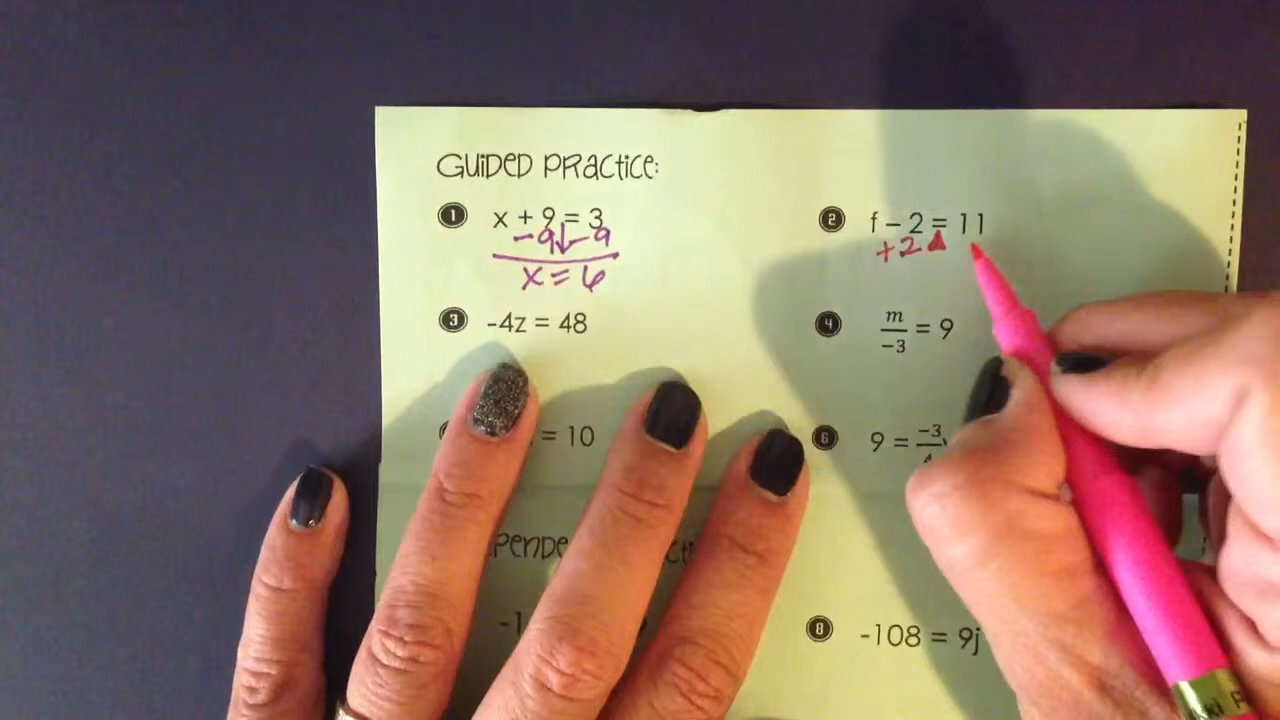 GUIDED PRACTICE:
1 x + 9 = 3
-9 ↓ -9
x = 6
2 f - 2 = 11
+2
3 -4z = 48
4 m/-3 = 9
= 10
6 9 = -3
8 -108 = 9j